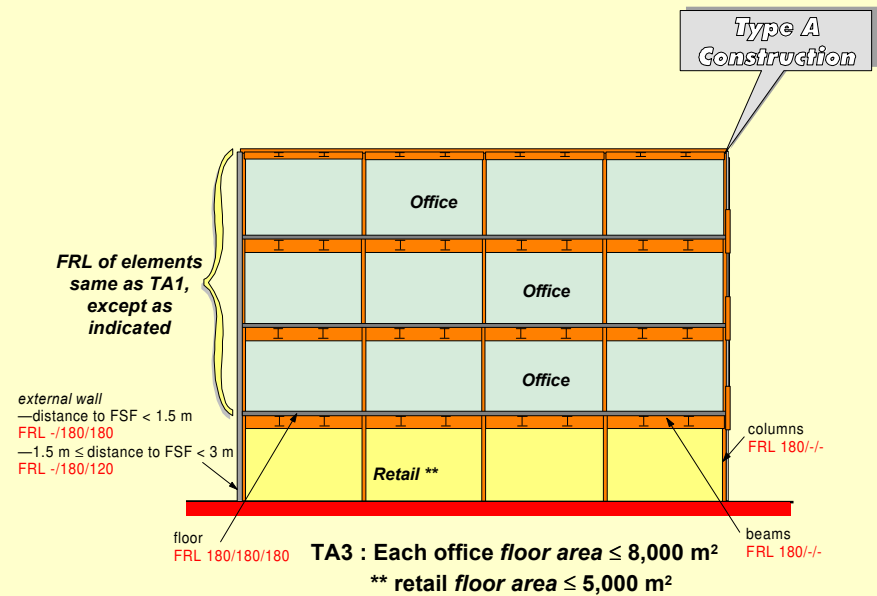 Type A
Construction
Office
FRL of elements
same as TA1,
except as
indicated
Office
Office
external wall
—distance to FSF < 1.5 m
FRL -/180/180
—1.5 m ≤ distance to FSF < 3 m
FRL -/180/120
columns
FRL 180/-/-
Retail **
floor
FRL 180/180/180
beams
FRL 180/-/-
TA3 : Each office floor area ≤ 8,000 m²
** retail floor area ≤ 5,000 m²